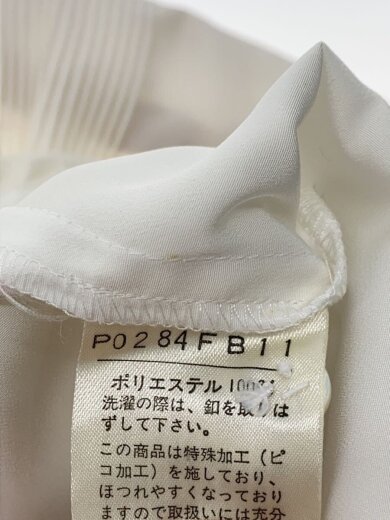 P0284FB11
ポリエステル 100%
洗濯の際は、釦を取りは
ずして下さい。
この商品は特殊加工(ピ
コ加工)を施しており、
ほつれやすくなっており
ますので取扱いには充分